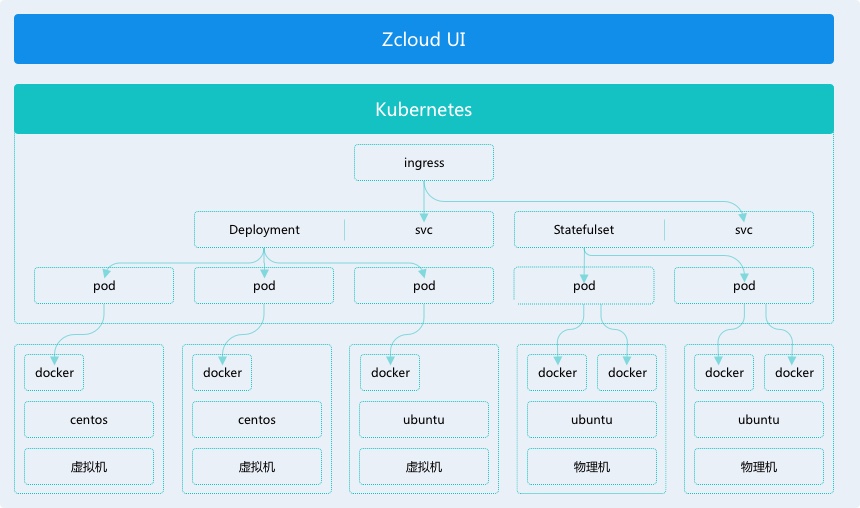 Zcloud UI
Kubernetes
ingress
Deployment svc Statefulset svc
pod pod pod pod pod
docker docker docker docker docker docker docker
centos centos ubuntu ubuntu ubuntu
虚拟机 虚拟机 虚拟机 物理机 物理机